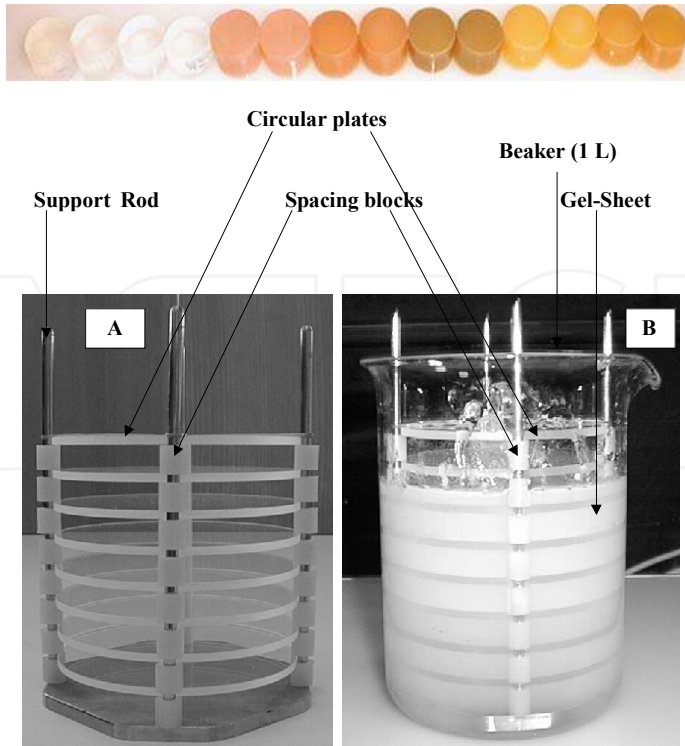 Circular plates
Beaker (1 L)
Support Rod
Spacing blocks
Gel-Sheet
A
B